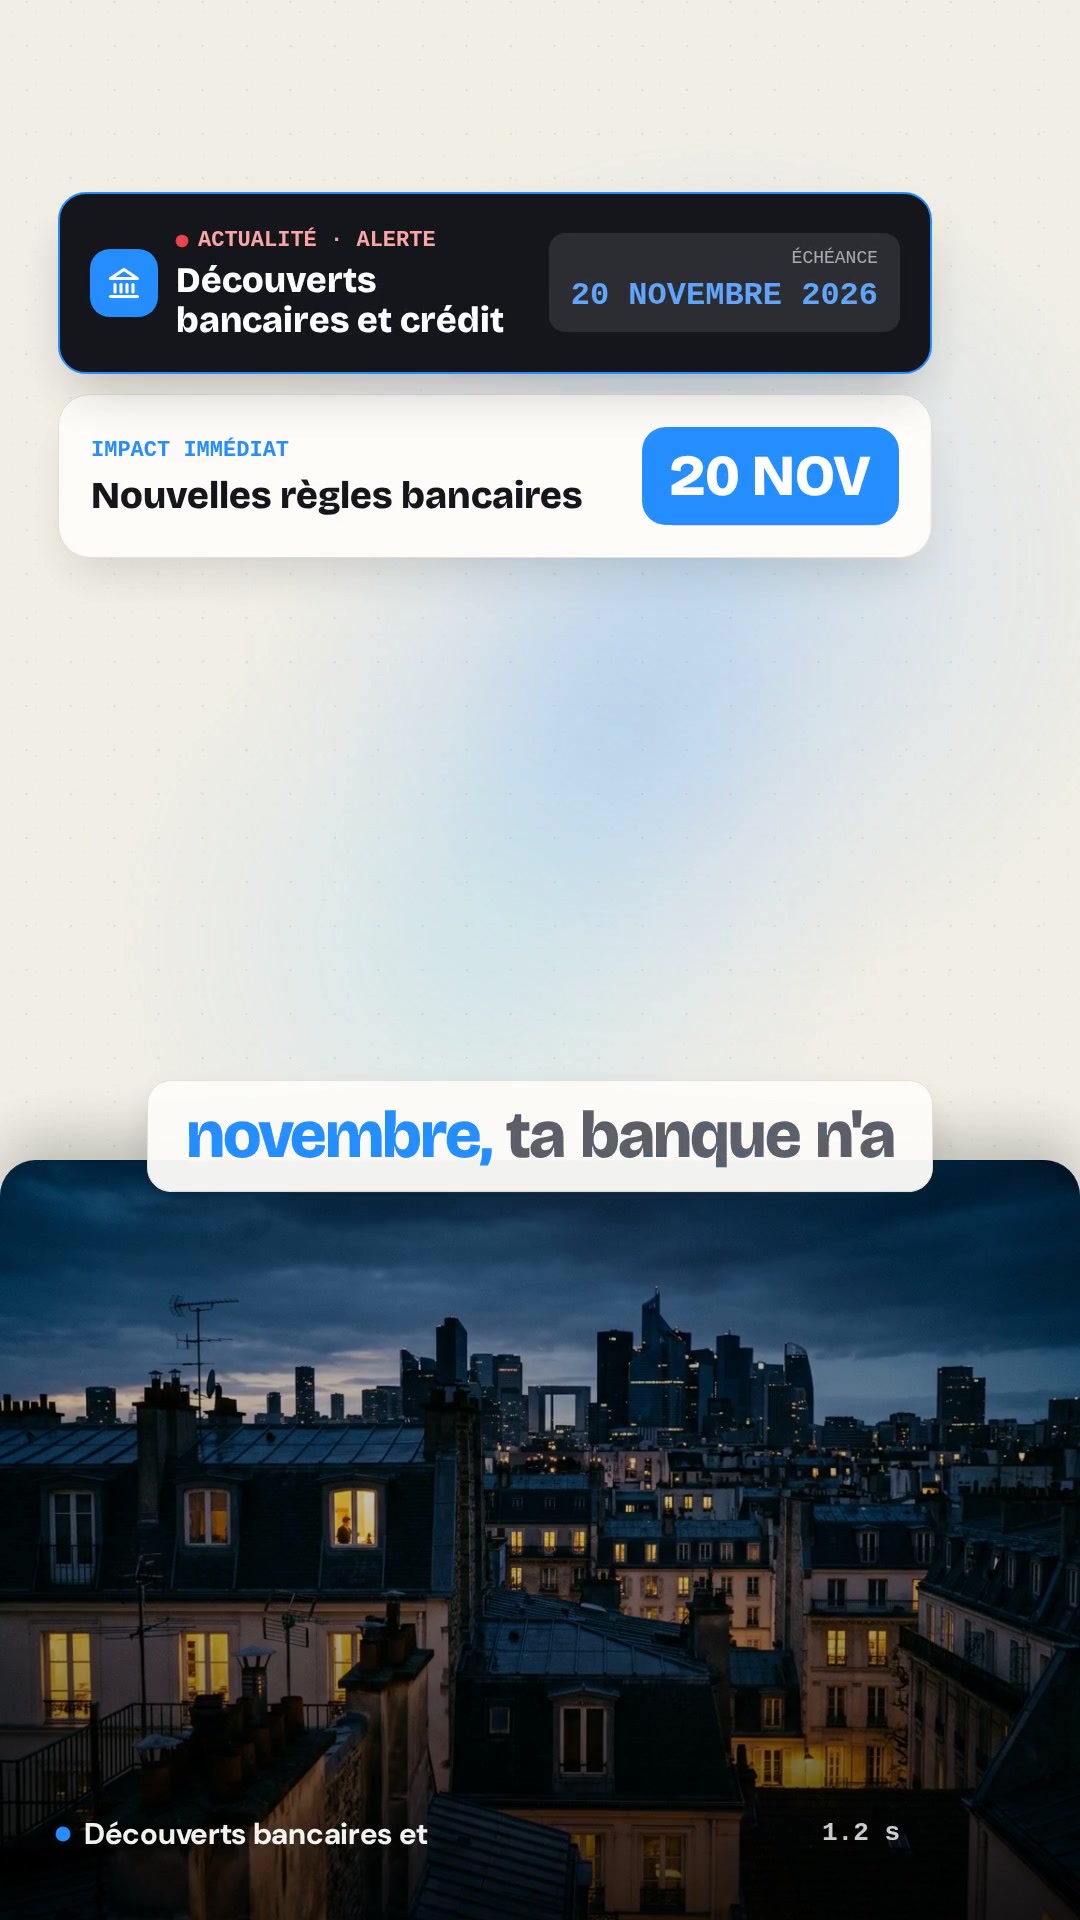 ACTUALITÉ · ALERTE
Découverts
bancaires et crédit
ÉCHÉANCE
20 NOVEMBRE 2026
IMPACT IMMÉDIAT
Nouvelles règles bancaires
20 NOV
novembre, ta banque n'a
Découverts bancaires et
1.2 s